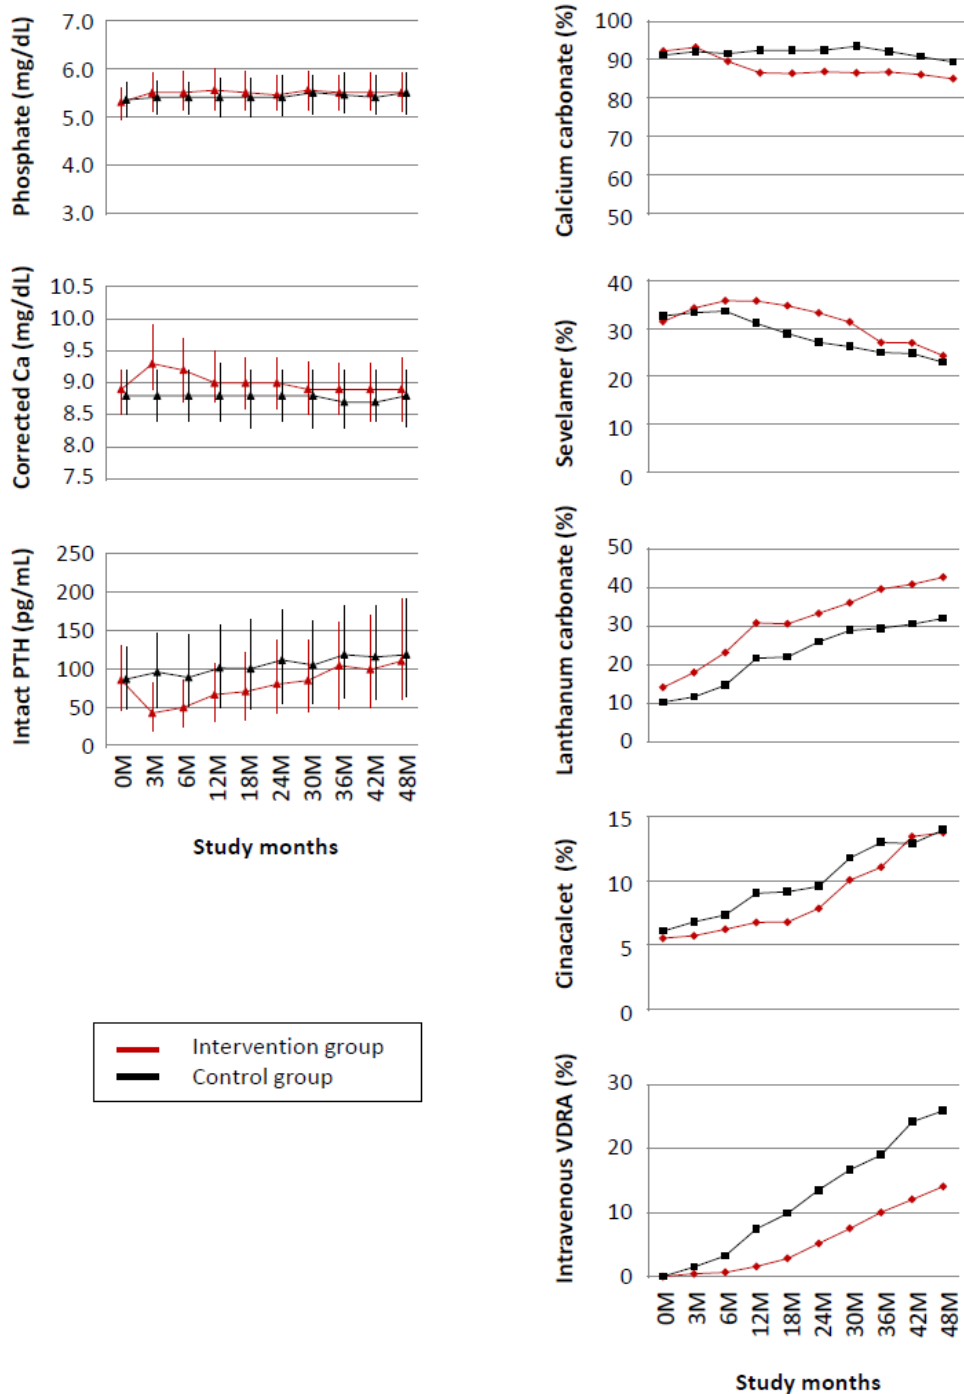 Phosphate (mg/dL)
7.0
6.0
5.0
4.0
3.0
Corrected Ca (mg/dL)
10.5
10.0
9.5
9.0
8.5
8.0
7.5
Intact PTH (pg/mL)
250
200
150
100
50
0
0M
3M
6M
12M
18M
24M
30M
36M
42M
48M
Study months
Intervention group
Control group
Calcium carbonate (%)
100
90
80
70
60
50
Sevelamer (%)
40
30
20
10
0
Lanthanum carbonate (%)
50
40
30
20
10
0
Cinacalcet (%)
15
10
5
0
Intravenous VDRA (%)
30
20
10
0
0M
3M
6M
12M
18M
24M
30M
36M
42M
48M
Study months